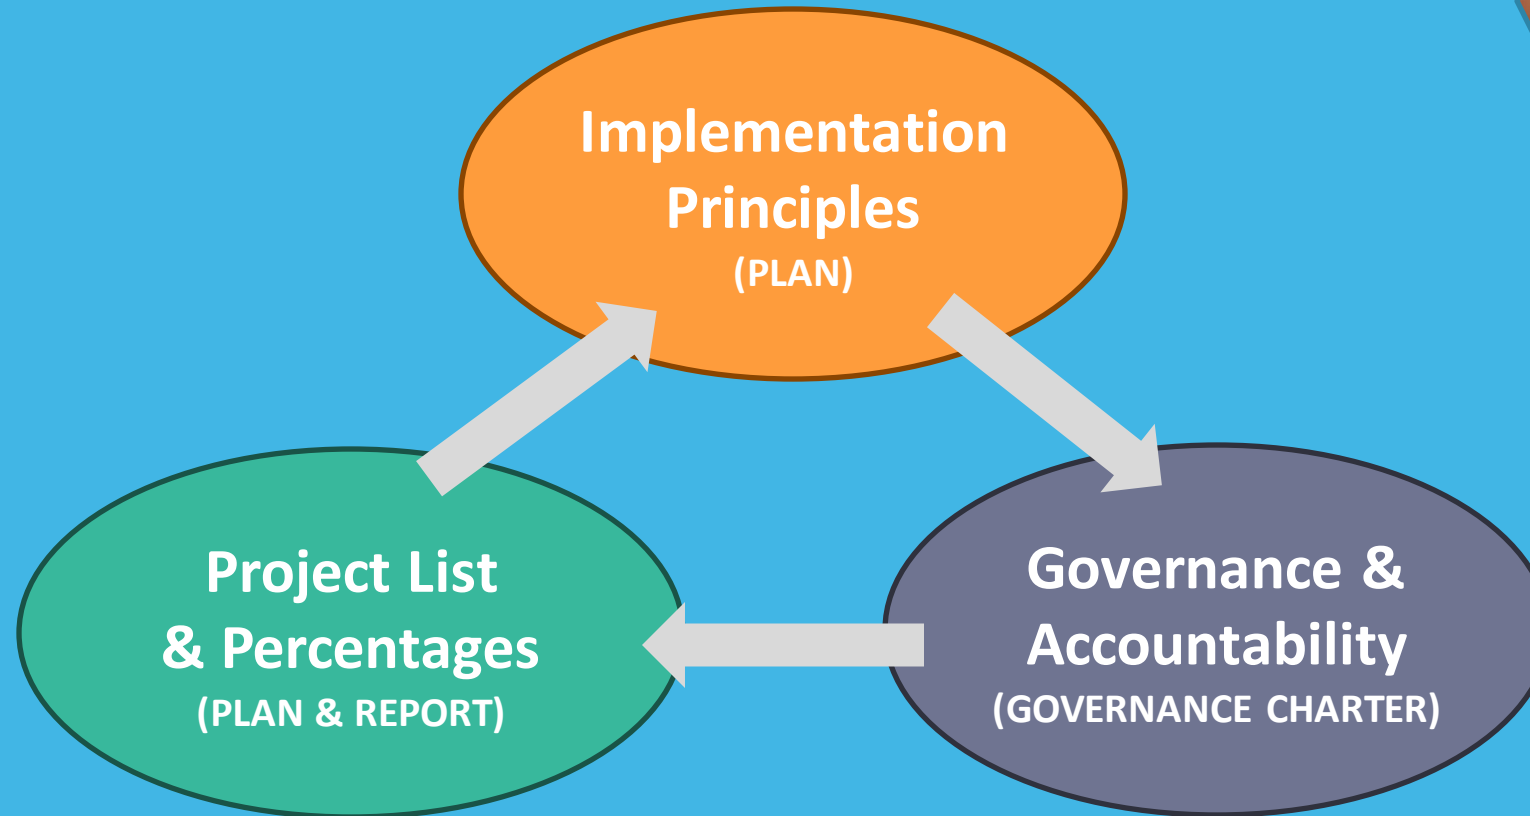 Implementation
Principles
(PLAN)
Project List
& Percentages
(PLAN & REPORT)
Governance &
Accountability
(GOVERNANCE CHARTER)